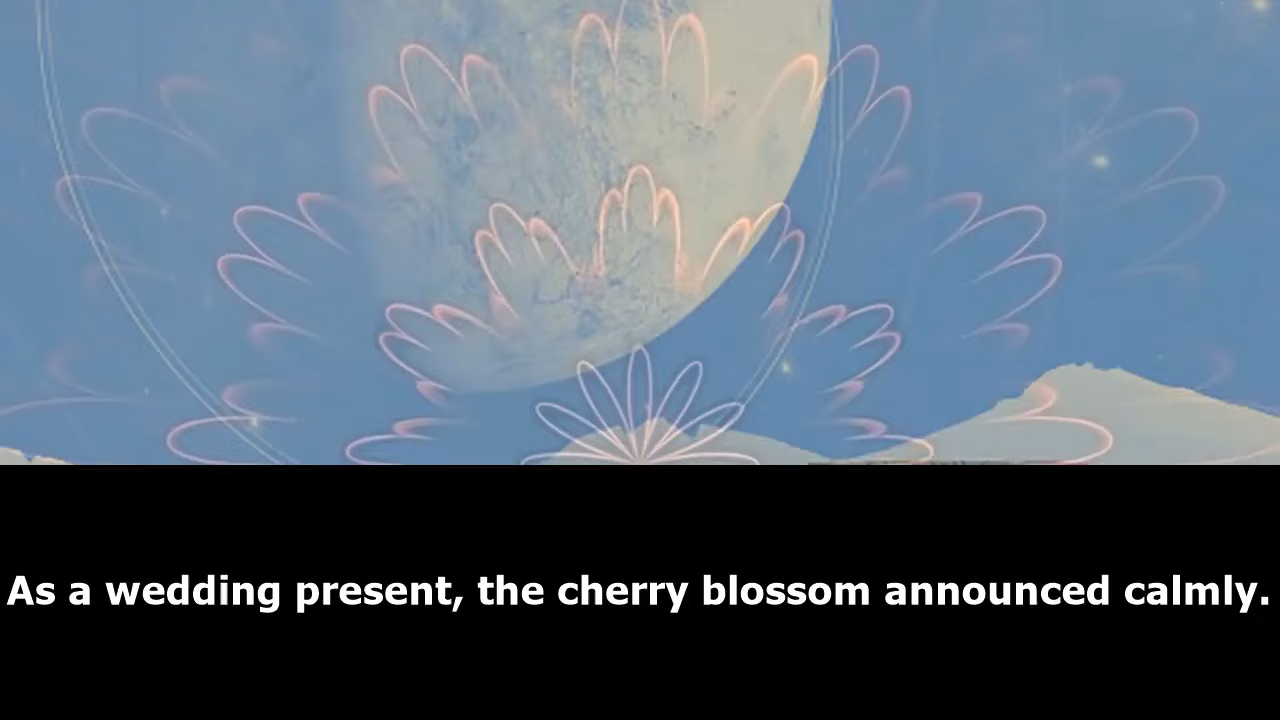 As a wedding present, the cherry blossom announced calmly.